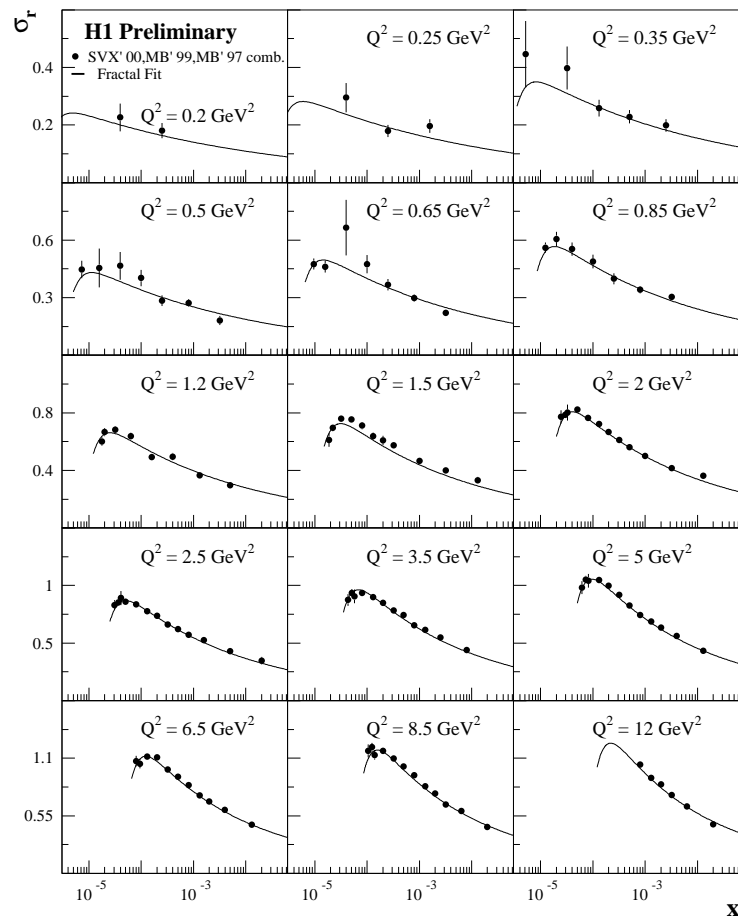 σr
H1 Preliminary
SVX' 00,MB' 99,MB' 97 comb.
Fractal Fit
Q² = 0.2 GeV²
Q² = 0.25 GeV²
Q² = 0.35 GeV²
0.4
0.2
Q² = 0.5 GeV²
Q² = 0.65 GeV²
Q² = 0.85 GeV²
0.6
0.3
Q² = 1.2 GeV²
Q² = 1.5 GeV²
Q² = 2 GeV²
0.8
0.4
Q² = 2.5 GeV²
Q² = 3.5 GeV²
Q² = 5 GeV²
1
0.5
Q² = 6.5 GeV²
Q² = 8.5 GeV²
Q² = 12 GeV²
1.1
0.55
10⁻⁵ 10⁻³ 10⁻⁵ 10⁻³ 10⁻⁵ 10⁻³
x